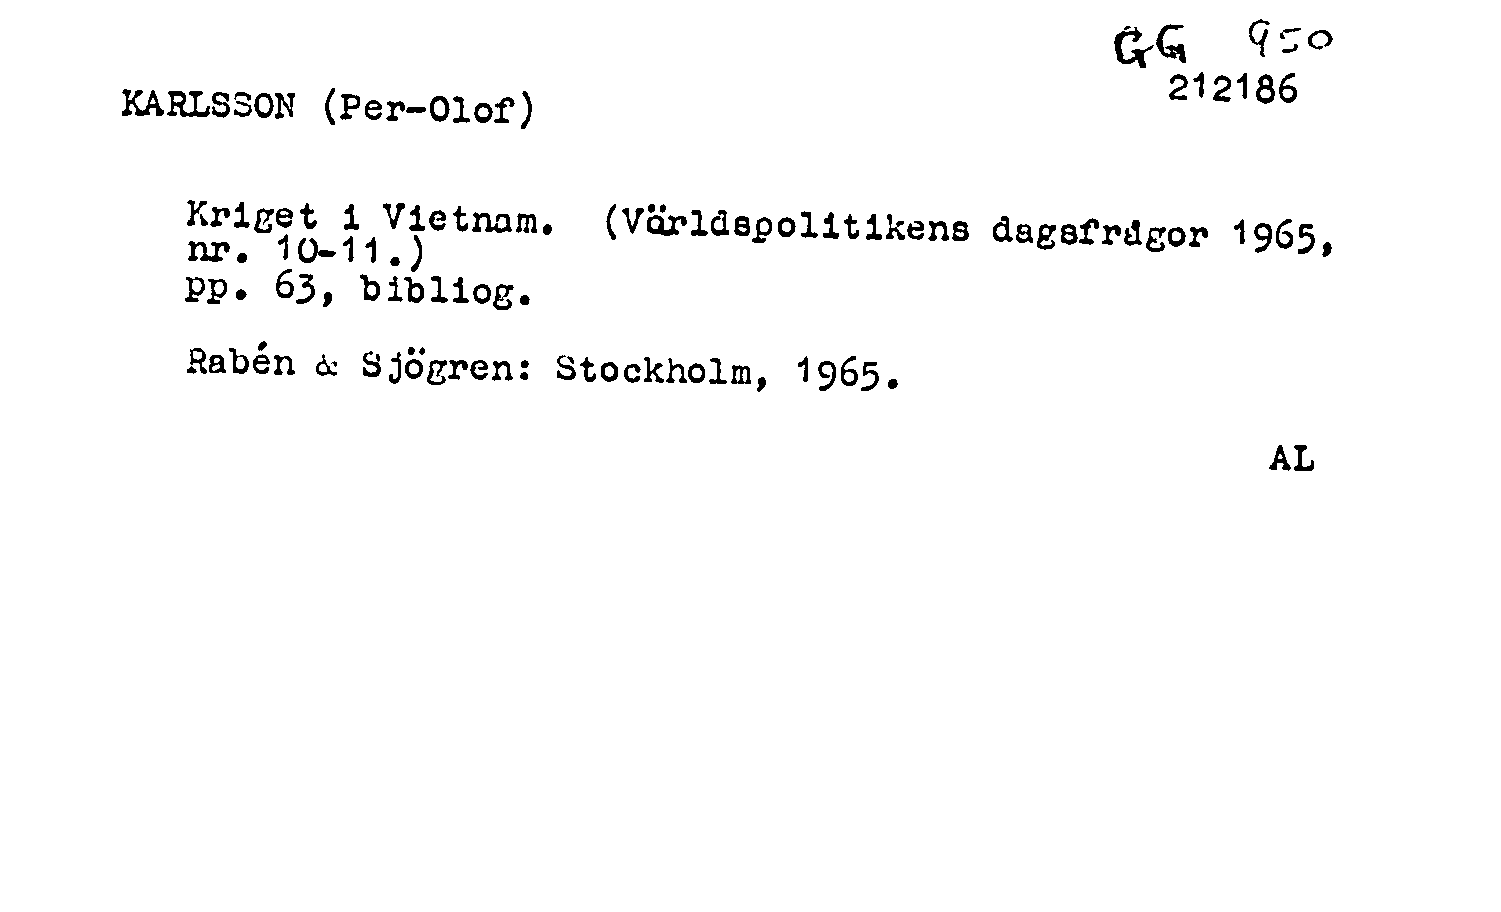 GG 950
212186
KARLSSON (Per-Olof)
Kriget i Vietnam. (Världspolitikens dagsfrågor 1965,
nr. 10-11.)
pp. 63, bibliog.
Rabén & Sjögren: Stockholm, 1965.
AL